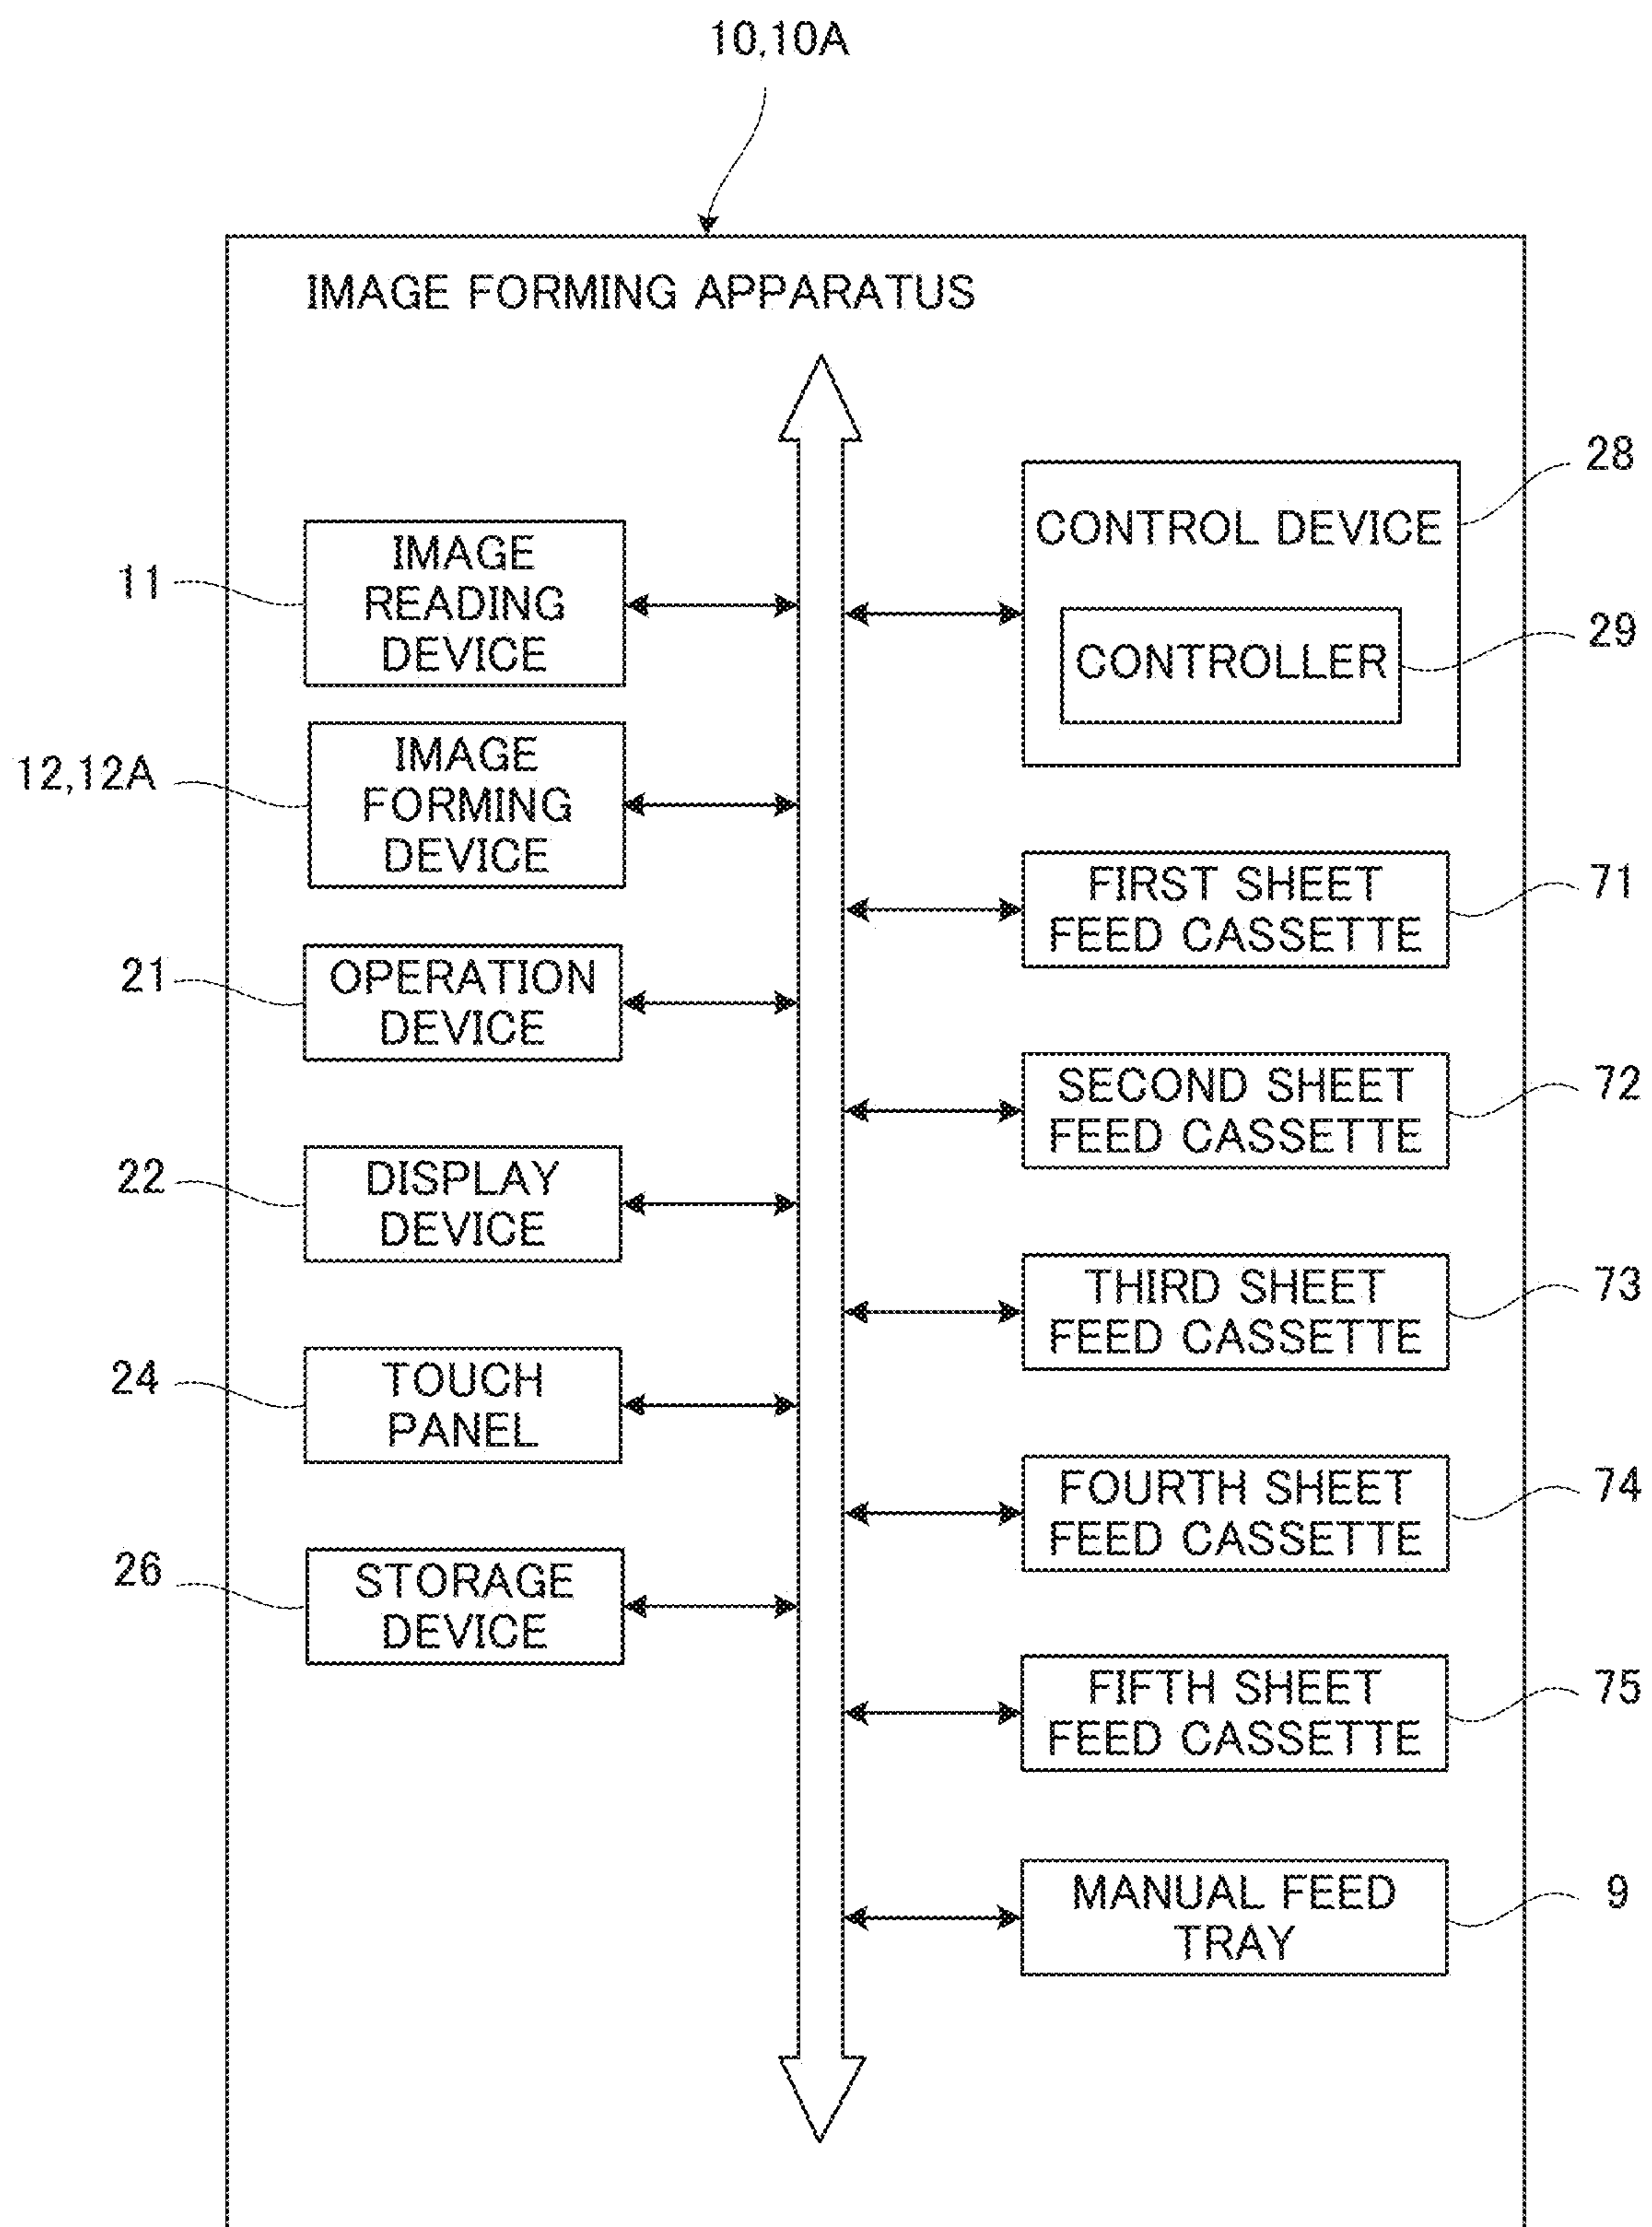 10,10A
IMAGE FORMING APPARATUS
11
IMAGE
READING
DEVICE
12,12A
IMAGE
FORMING
DEVICE
21
OPERATION
DEVICE
22
DISPLAY
DEVICE
24
TOUCH
PANEL
26
STORAGE
DEVICE
28
CONTROL DEVICE
29
CONTROLLER
71
FIRST SHEET
FEED CASSETTE
72
SECOND SHEET
FEED CASSETTE
73
THIRD SHEET
FEED CASSETTE
74
FOURTH SHEET
FEED CASSETTE
75
FIFTH SHEET
FEED CASSETTE
9
MANUAL FEED
TRAY